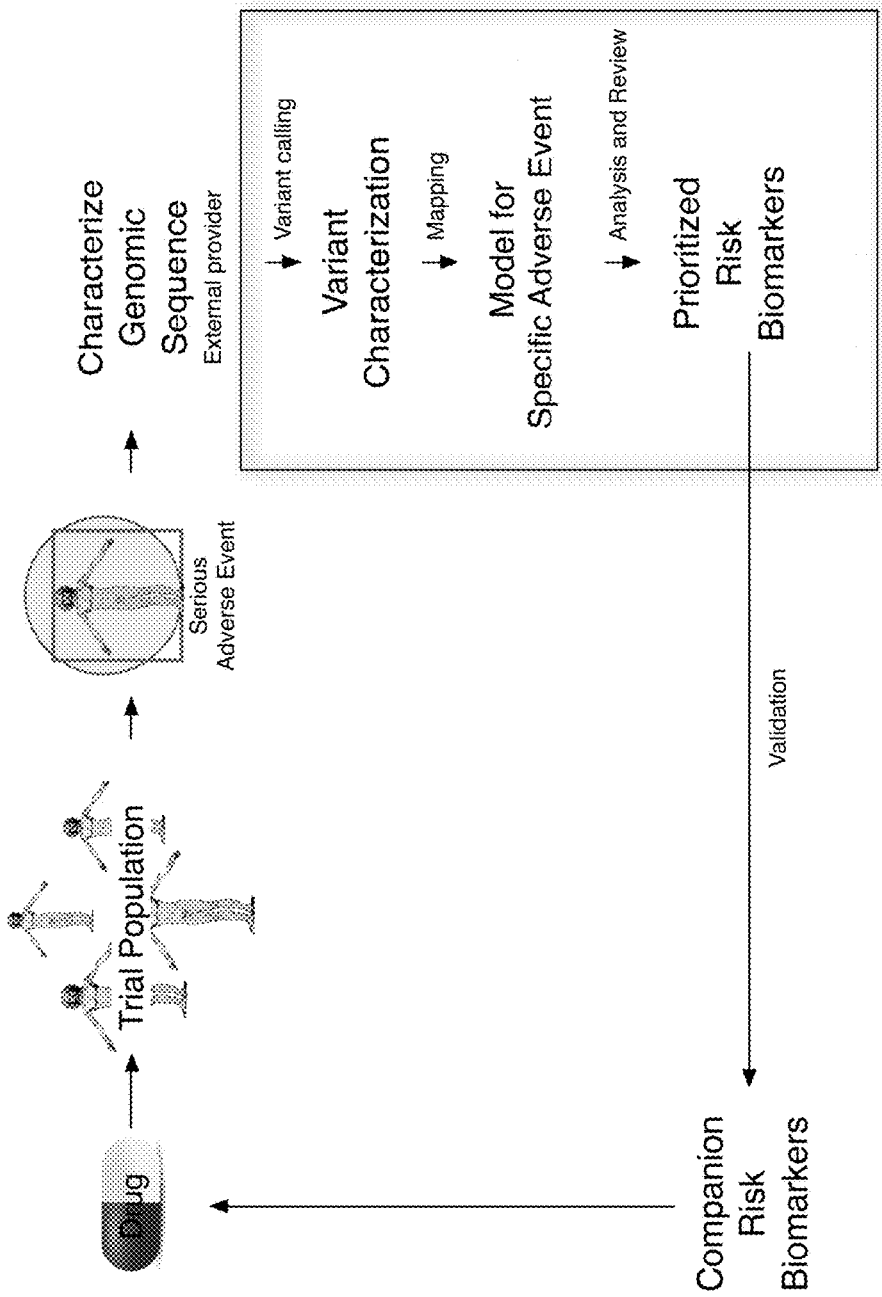 Drug
Trial Population
Serious
Adverse Event
Characterize
Genomic
Sequence
External provider
Variant calling
Variant
Characterization
Mapping
Model for
Specific Adverse Event
Analysis and Review
Prioritized
Risk
Biomarkers
Validation
Companion
Risk
Biomarkers